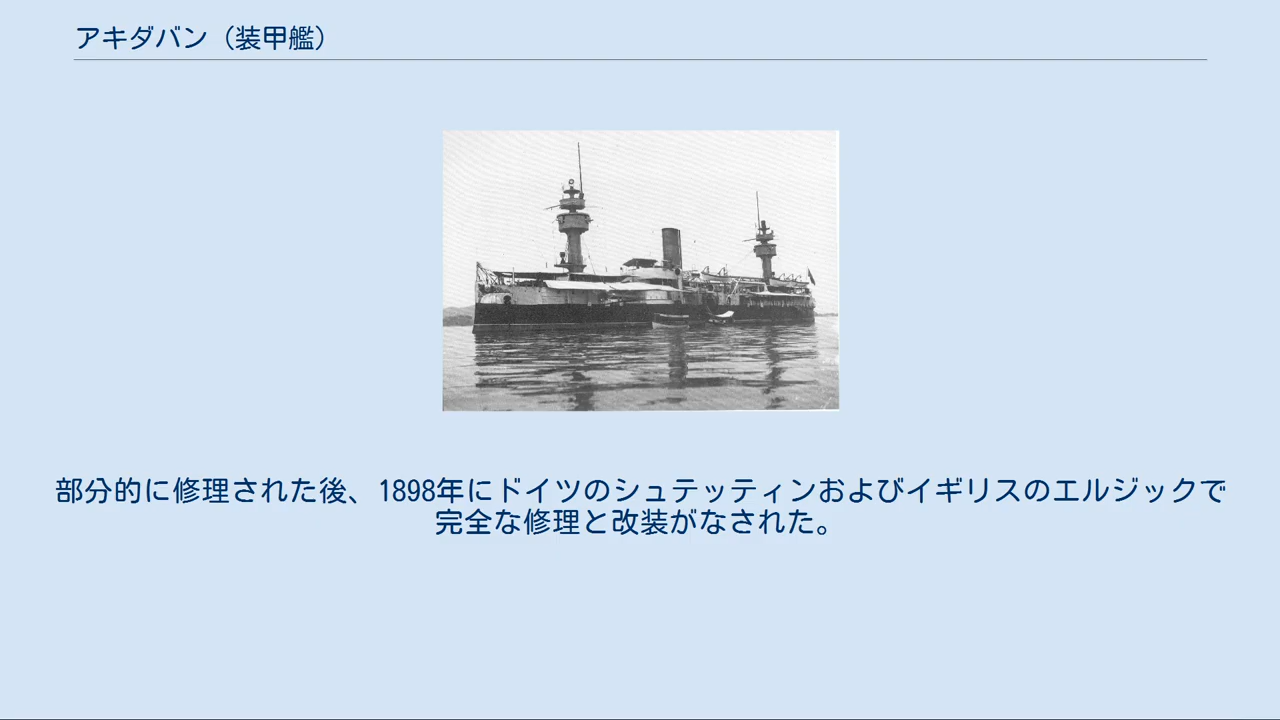 アキダバン（装甲艦）
部分的に修理された後、1898年にドイツのシュテッティンおよびイギリスのエルジックで
完全な修理と改装がなされた。